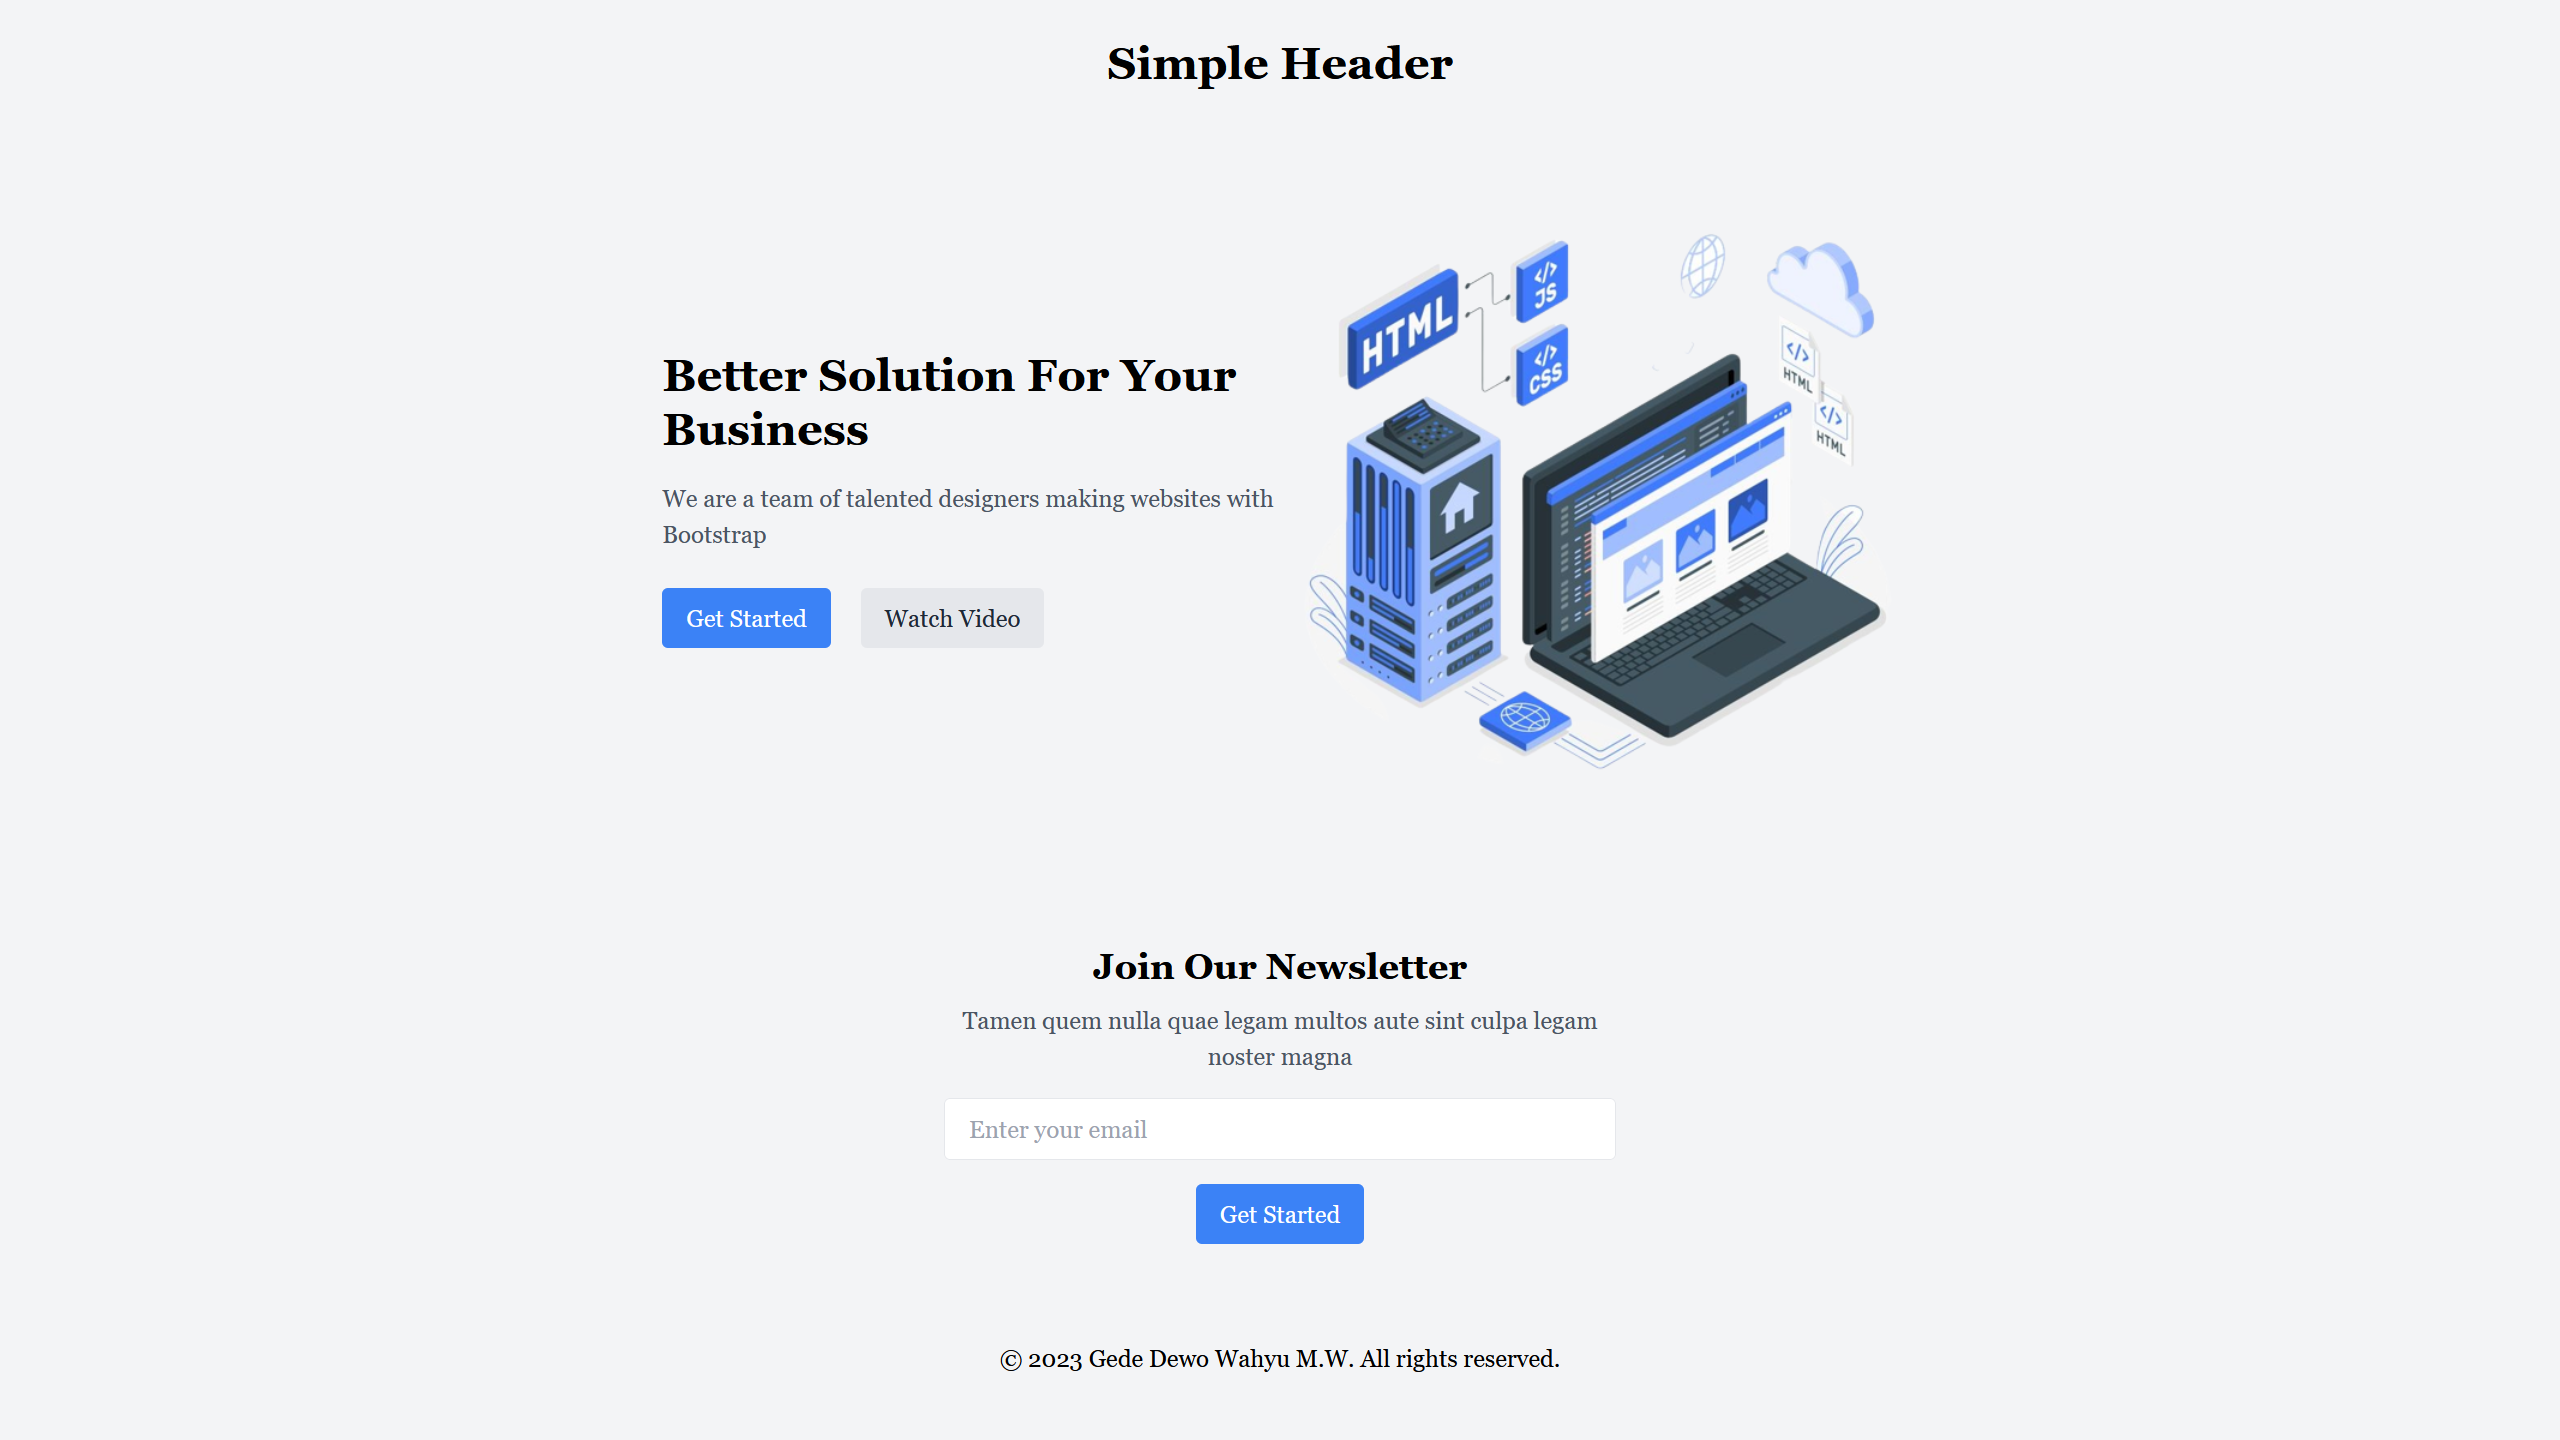 Simple Header
HTML
</>
JS
</>
CSS
</>
HTML
</>
HTML
Better Solution For Your
Business
We are a team of talented designers making websites with
Bootstrap
Get Started
Watch Video
Join Our Newsletter
Tamen quem nulla quae legam multos aute sint culpa legam
noster magna
Enter your email
Get Started
© 2023 Gede Dewo Wahyu M.W. All rights reserved.